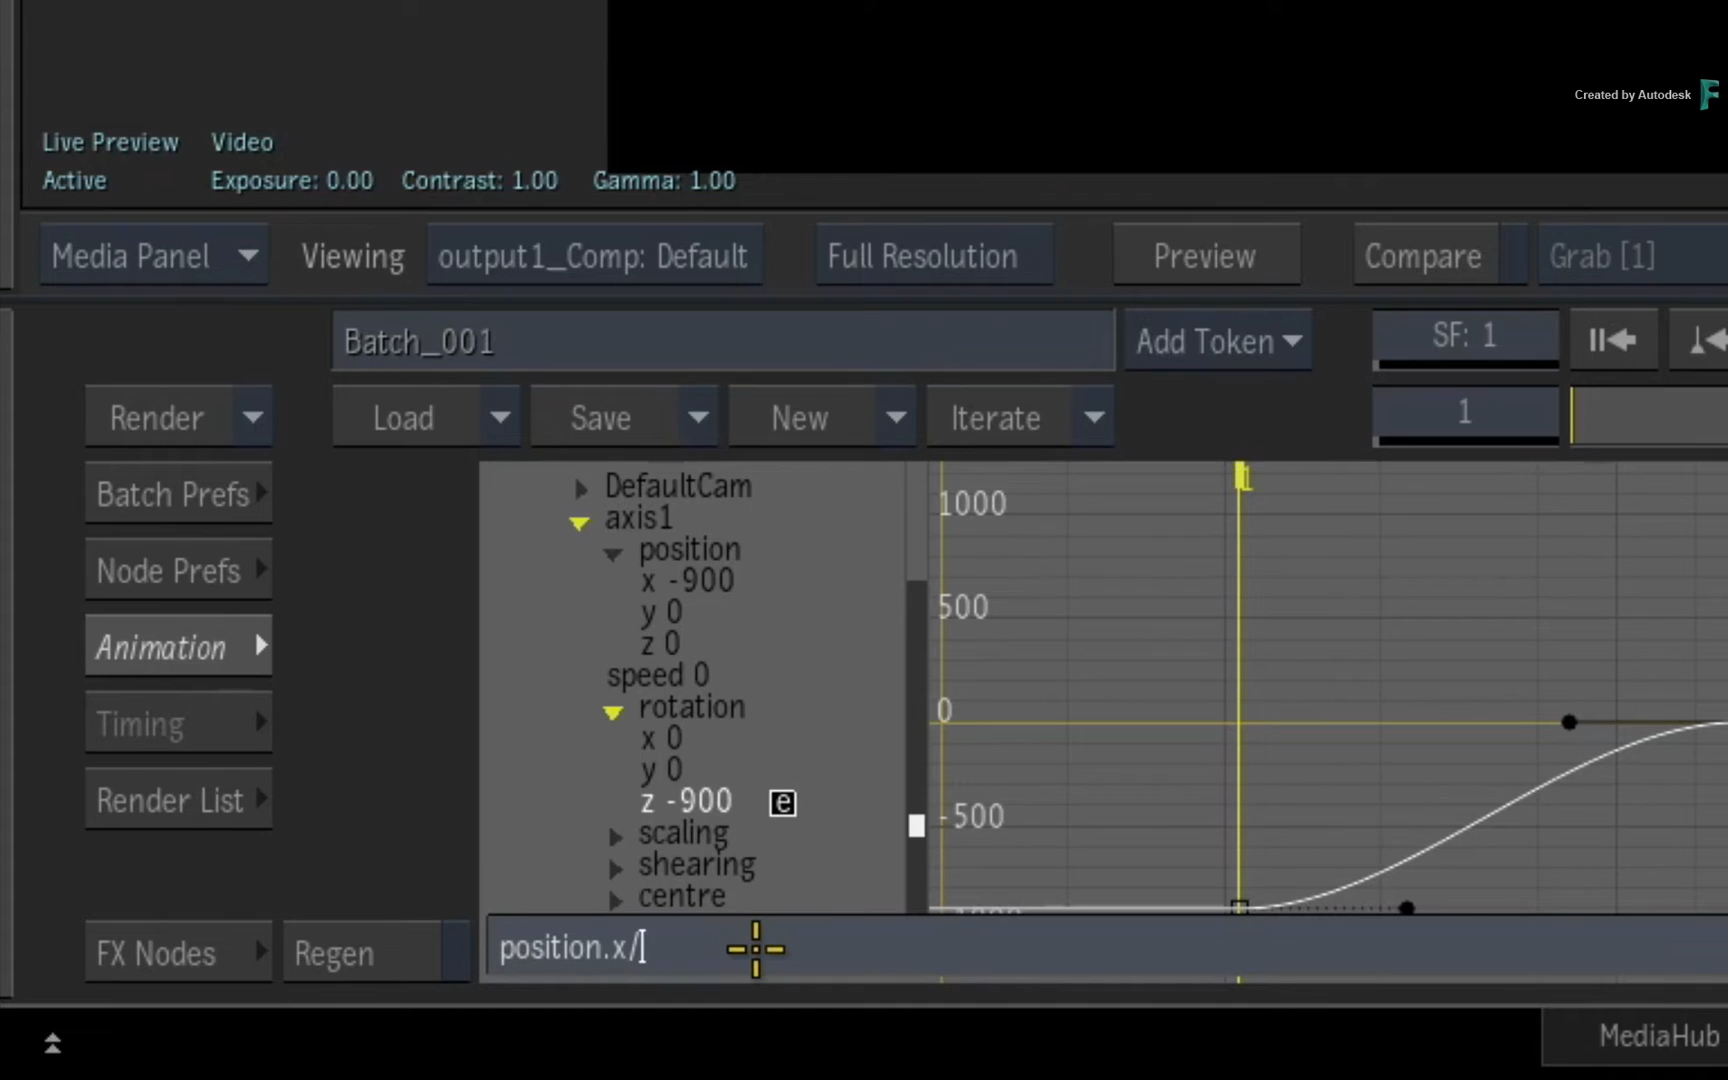 Created by Autodesk
Live Preview Video
Active Exposure: 0.00 Contrast: 1.00 Gamma: 1.00
Media Panel Viewing output1_Comp: Default Full Resolution Preview Compare Grab [1]
Batch_001 Add Token SF: 1
Render Load Save New Iterate 1
Batch Prefs
Node Prefs
Animation
Timing
Render List
DefaultCam
axis1
position
x -900
y 0
z 0
speed 0
rotation
x 0
y 0
z -900 e
scaling
shearing
centre
1
1000
500
0
-500
-1000
FX Nodes Regen position.x/
MediaHub